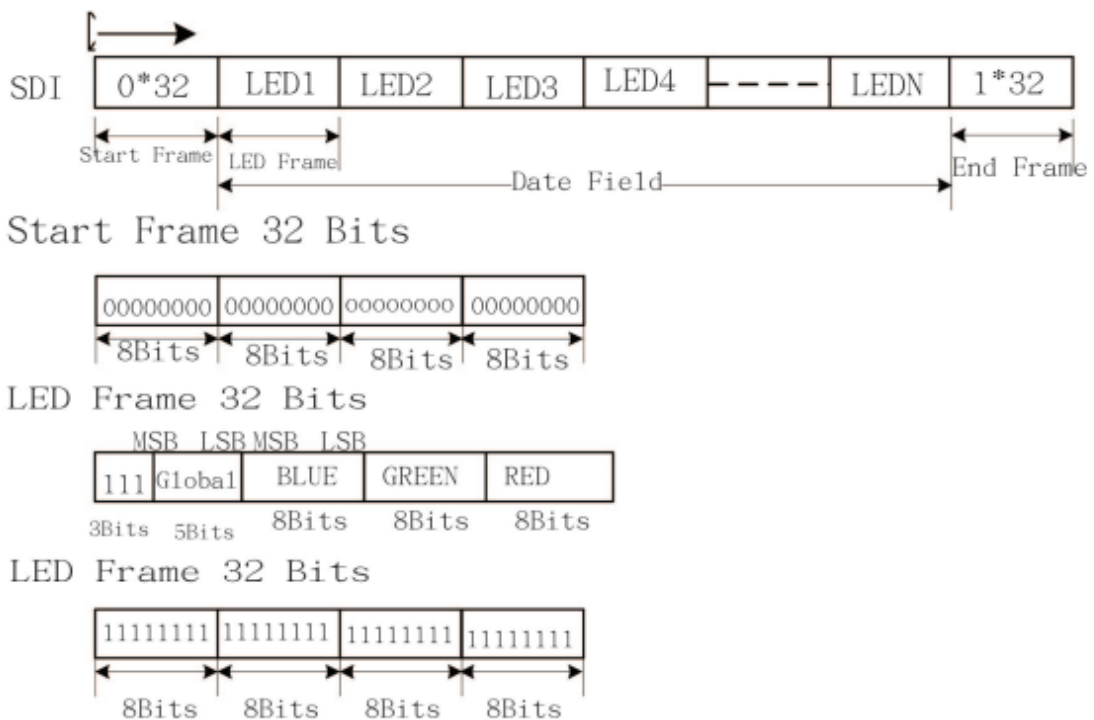 SDI 0*32 LED1 LED2 LED3 LED4 LEDN 1*32
Start Frame LED Frame End Frame
Date Field
Start Frame 32 Bits
00000000 00000000 00000000 00000000
8Bits 8Bits 8Bits 8Bits
LED Frame 32 Bits
MSB LSB MSB LSB
111 Global BLUE GREEN RED
3Bits 5Bits 8Bits 8Bits 8Bits
LED Frame 32 Bits
11111111 11111111 11111111 11111111
8Bits 8Bits 8Bits 8Bits